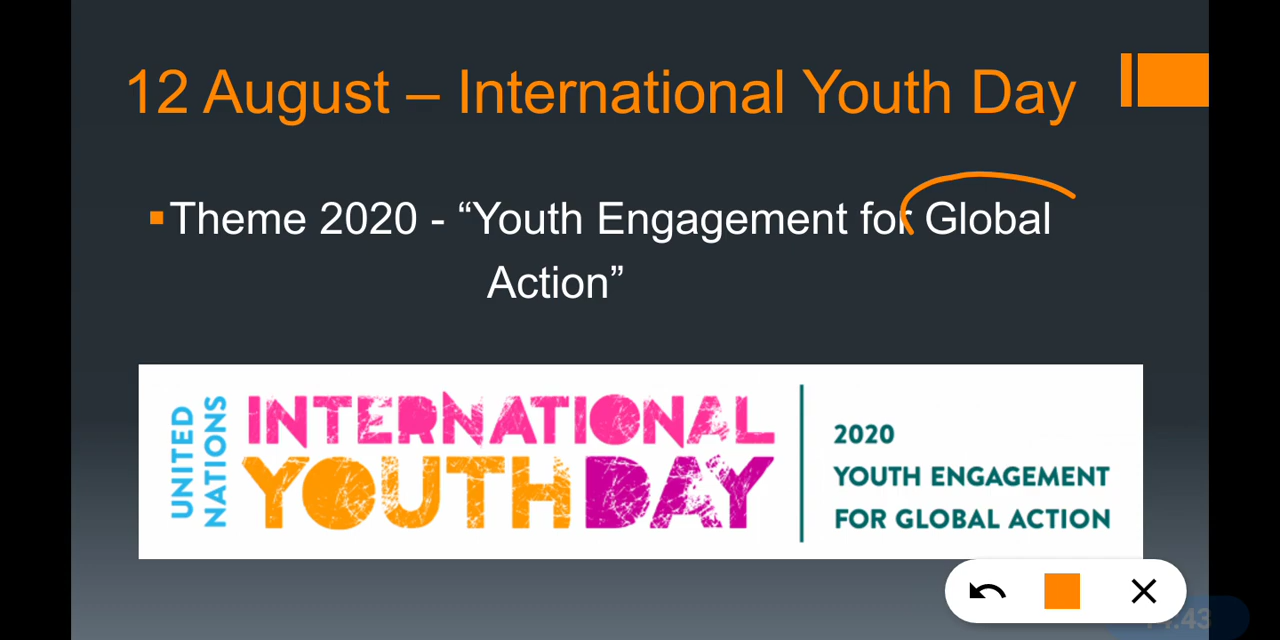 12 August – International Youth Day
Theme 2020 - “Youth Engagement for Global
Action”
UNITED
NATIONS
INTERNATIONAL
YOUTH DAY
2020
YOUTH ENGAGEMENT
FOR GLOBAL ACTION